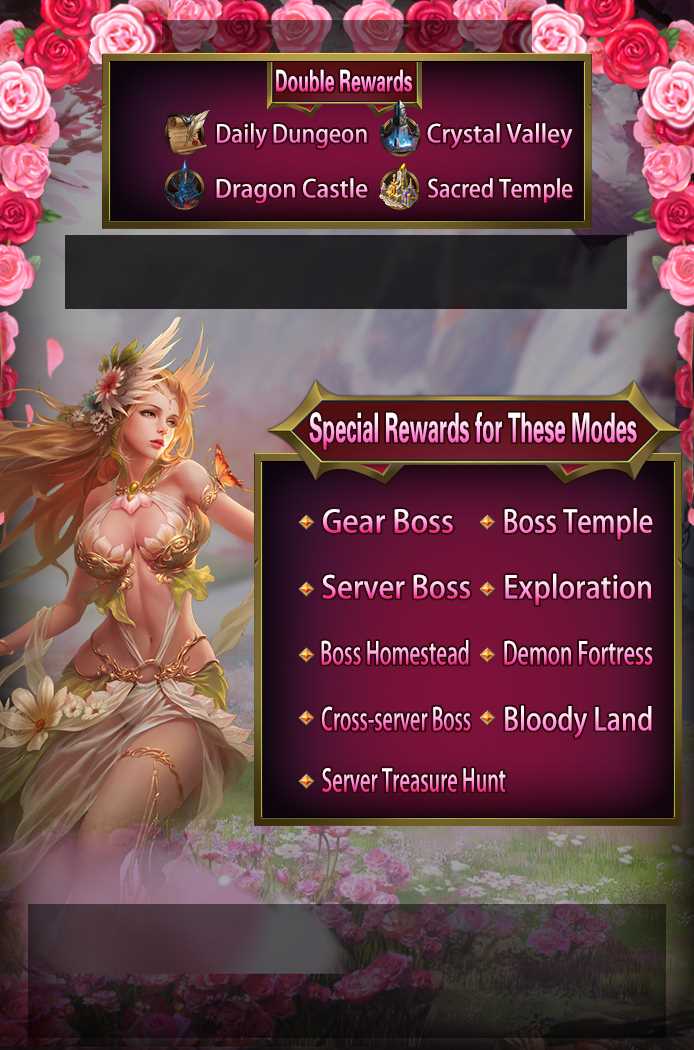 Double Rewards
Daily Dungeon Crystal Valley
Dragon Castle Sacred Temple
Special Rewards for These Modes
Gear Boss Boss Temple
Server Boss Exploration
Boss Homestead Demon Fortress
Cross-server Boss Bloody Land
Server Treasure Hunt